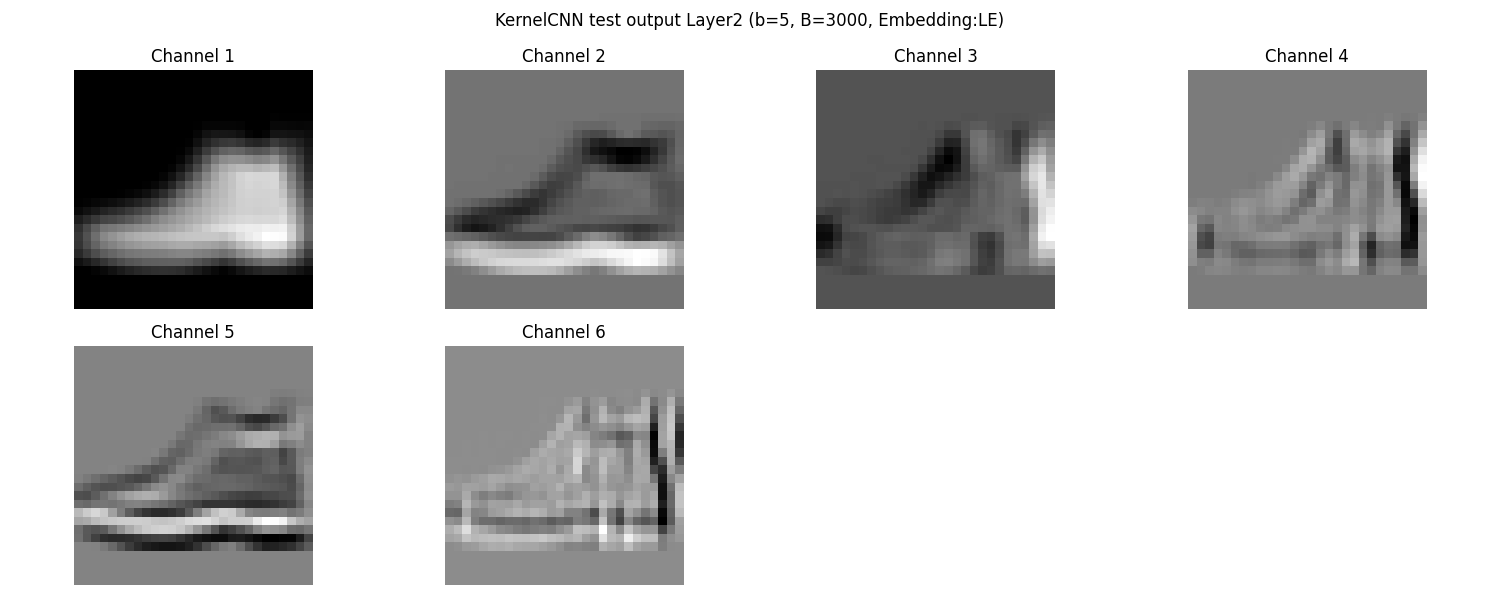 KernelCNN test output Layer2 (b=5, B=3000, Embedding:LE)
Channel 1
Channel 2
Channel 3
Channel 4
Channel 5
Channel 6